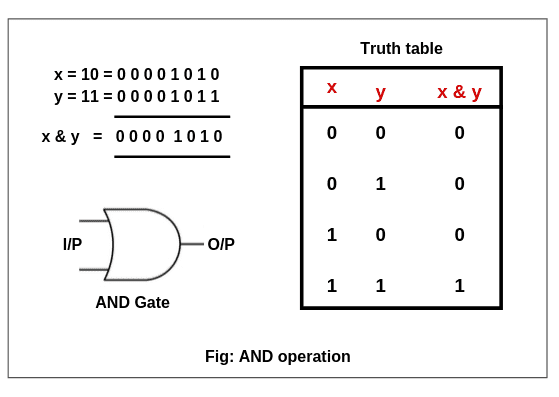 x = 10 = 0 0 0 0 1 0 1 0
y = 11 = 0 0 0 0 1 0 1 1
x & y = 0 0 0 0 1 0 1 0
I/P
O/P
AND Gate
Truth table
x y x & y
0 0 0
0 1 0
1 0 0
1 1 1
Fig: AND operation